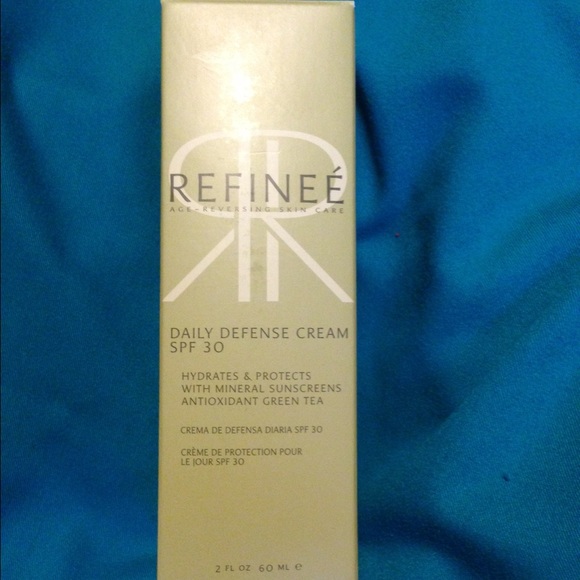 REFINEÉ
AGE-REVERSING SKIN CARE
DAILY DEFENSE CREAM
SPF 30
HYDRATES & PROTECTS
WITH MINERAL SUNSCREENS
ANTIOXIDANT GREEN TEA
CREMA DE DEFENSA DIARIA SPF 30
CRÈME DE PROTECTION POUR
LE JOUR SPF 30
2 FL OZ 60 ML ℮